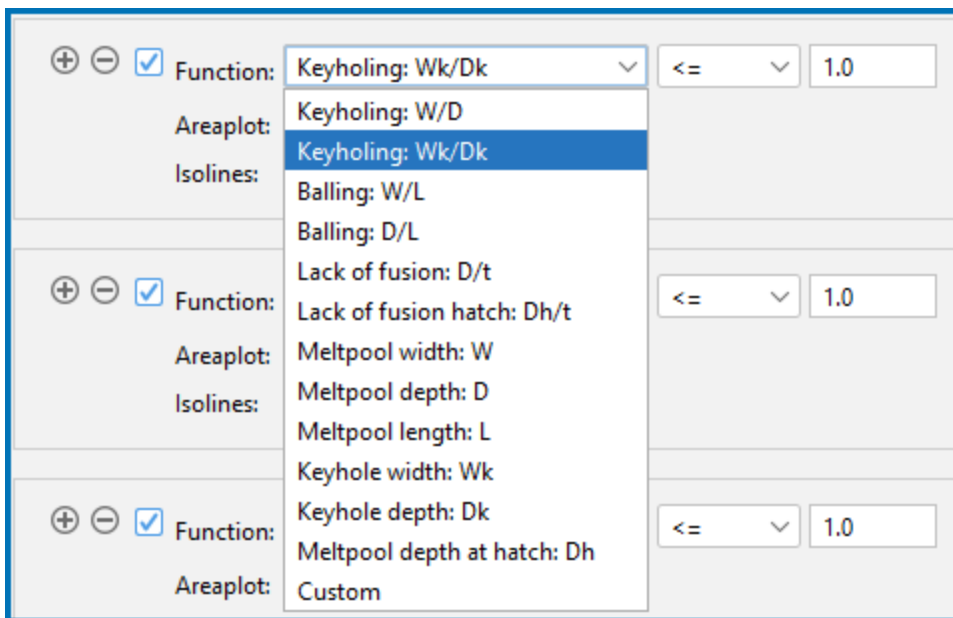 Function: Keyholing: Wk/Dk <= 1.0
Keyholing: W/D
Areaplot:
Keyholing: Wk/Dk
Isolines:
Balling: W/L
Balling: D/L
Lack of fusion: D/t
Function: <= 1.0
Lack of fusion hatch: Dh/t
Areaplot:
Meltpool width: W
Meltpool depth: D
Isolines:
Meltpool length: L
Keyhole width: Wk
Keyhole depth: Dk
Function: <= 1.0
Meltpool depth at hatch: Dh
Areaplot:
Custom